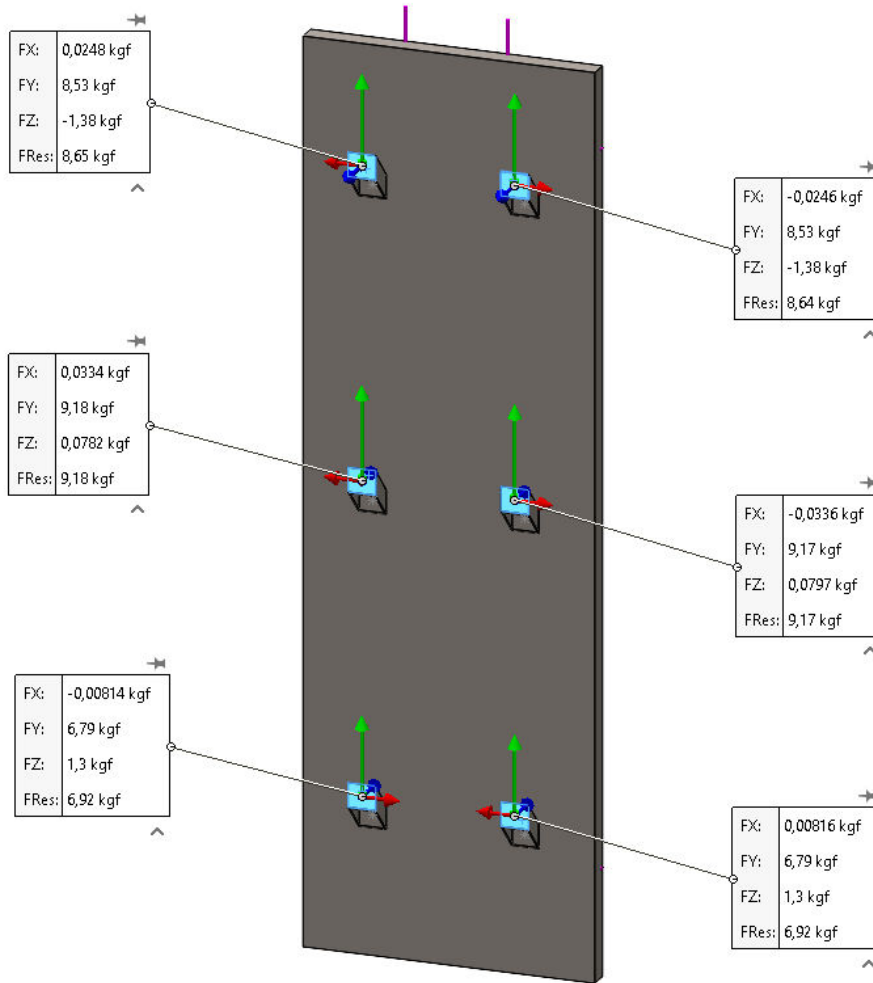 FX: 0,0248 kgf
FY: 8,53 kgf
FZ: -1,38 kgf
FRes: 8,65 kgf
FX: -0,0246 kgf
FY: 8,53 kgf
FZ: -1,38 kgf
FRes: 8,64 kgf
FX: 0,0334 kgf
FY: 9,18 kgf
FZ: 0,0782 kgf
FRes: 9,18 kgf
FX: -0,0336 kgf
FY: 9,17 kgf
FZ: 0,0797 kgf
FRes: 9,17 kgf
FX: -0,00814 kgf
FY: 6,79 kgf
FZ: 1,3 kgf
FRes: 6,92 kgf
FX: 0,00816 kgf
FY: 6,79 kgf
FZ: 1,3 kgf
FRes: 6,92 kgf